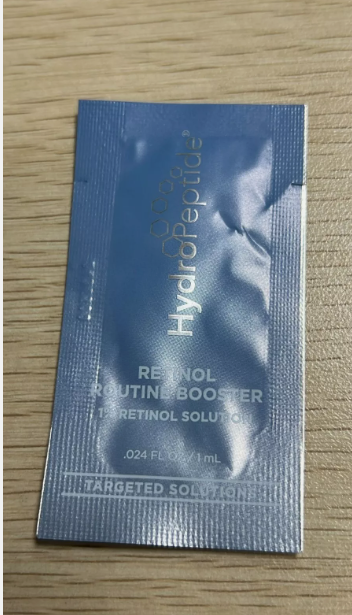 HydroPeptide®
RETINOL
ROUTINE BOOSTER
1% RETINOL SOLUTION
.024 FL OZ / 1 mL
TARGETED SOLUTIONS